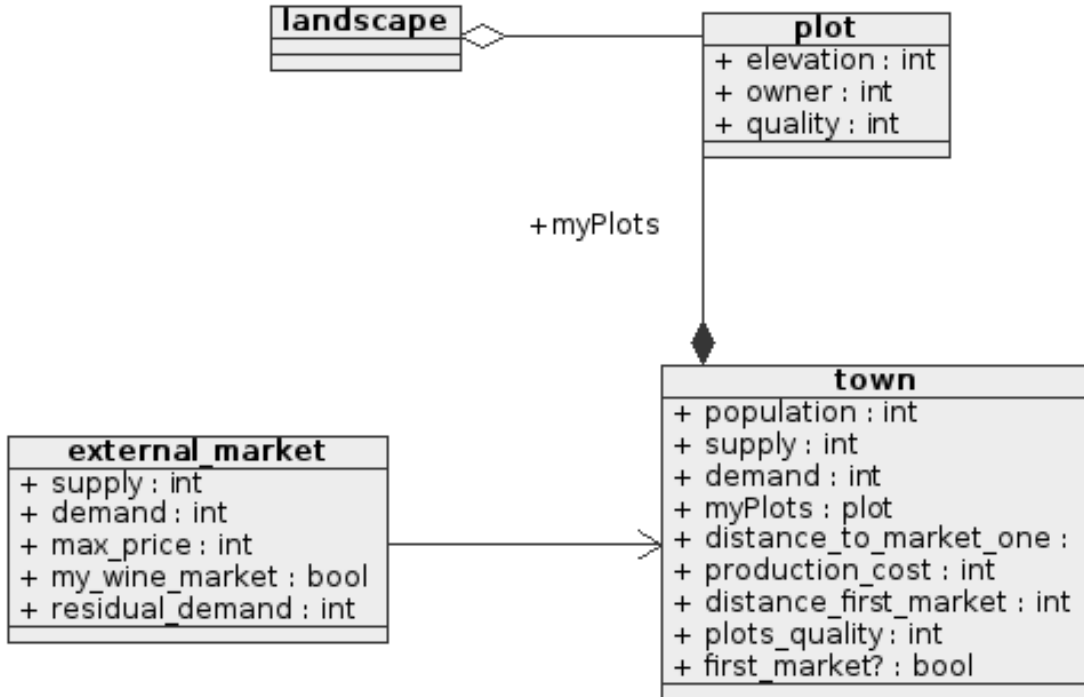 landscape
plot
+ elevation : int
+ owner : int
+ quality : int
+myPlots
town
+ population : int
+ supply : int
+ demand : int
+ myPlots : plot
+ distance_to_market_one :
+ production_cost : int
+ distance_first_market : int
+ plots_quality : int
+ first_market? : bool
external_market
+ supply : int
+ demand : int
+ max_price : int
+ my_wine_market : bool
+ residual_demand : int